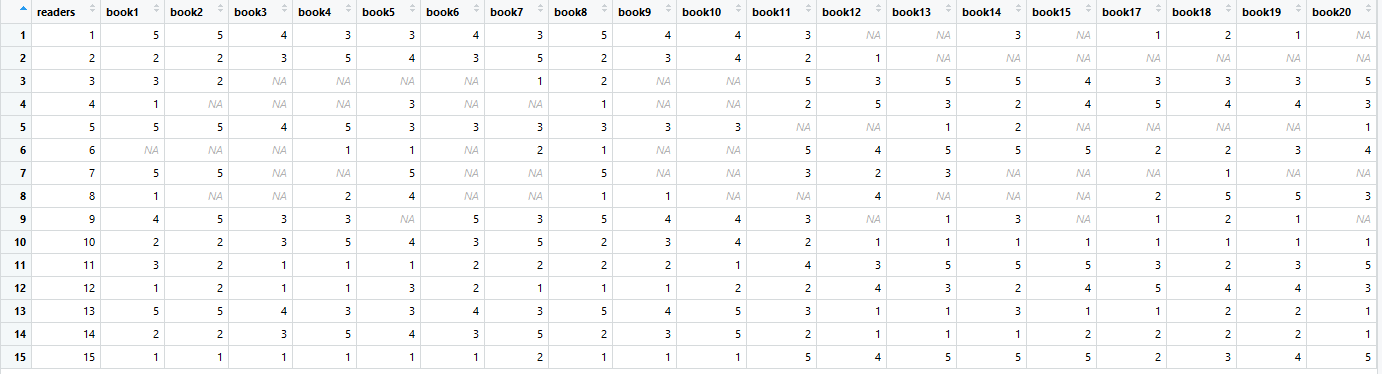 readers book1 book2 book3 book4 book5 book6 book7 book8 book9 book10 book11 book12 book13 book14 book15 book17 book18 book19 book20
1 1 5 5 4 3 3 4 3 5 4 4 3 NA NA 3 NA 1 2 1 NA
2 2 2 2 3 5 4 3 5 2 3 4 2 1 NA NA NA NA NA NA NA
3 3 3 2 NA NA NA NA 1 2 NA NA 5 3 5 5 4 3 3 3 5
4 4 1 NA NA NA 3 NA NA 1 NA NA 2 5 3 2 4 5 4 4 3
5 5 5 5 4 5 3 3 3 3 3 3 NA NA 1 2 NA NA NA NA 1
6 6 NA NA NA 1 1 NA 2 1 NA NA 5 4 5 5 5 2 2 3 4
7 7 5 5 NA NA 5 NA NA 5 NA NA 3 2 3 NA NA NA 1 NA NA
8 8 1 NA NA 2 4 NA NA 1 1 NA NA 4 NA NA NA 2 5 5 3
9 9 4 5 3 3 NA 5 3 5 4 4 3 NA 1 3 NA 1 2 1 NA
10 10 2 2 3 5 4 3 5 2 3 4 2 1 1 1 1 1 1 1 1
11 11 3 2 1 1 1 2 2 2 2 1 4 3 5 5 5 3 2 3 5
12 12 1 2 1 1 3 2 1 1 1 2 2 4 3 2 4 5 4 4 3
13 13 5 5 4 3 3 4 3 5 4 5 3 1 1 3 1 1 2 2 1
14 14 2 2 3 5 4 3 5 2 3 5 2 1 1 1 2 2 2 2 1
15 15 1 1 1 1 1 1 2 1 1 1 5 4 5 5 5 2 3 4 5